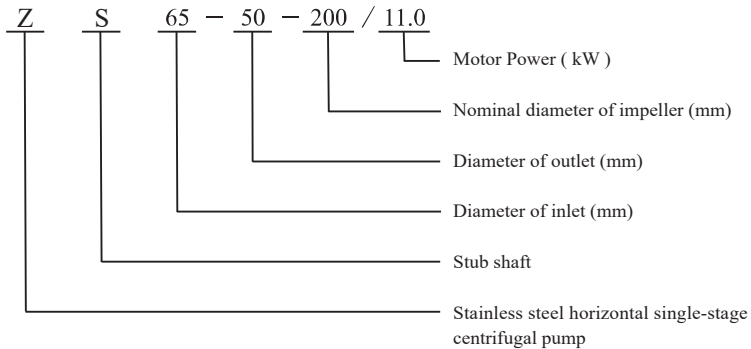 Z S 65 - 50 - 200 / 11.0
Motor Power ( kW )
Nominal diameter of impeller (mm)
Diameter of outlet (mm)
Diameter of inlet (mm)
Stub shaft
Stainless steel horizontal single-stage
centrifugal pump